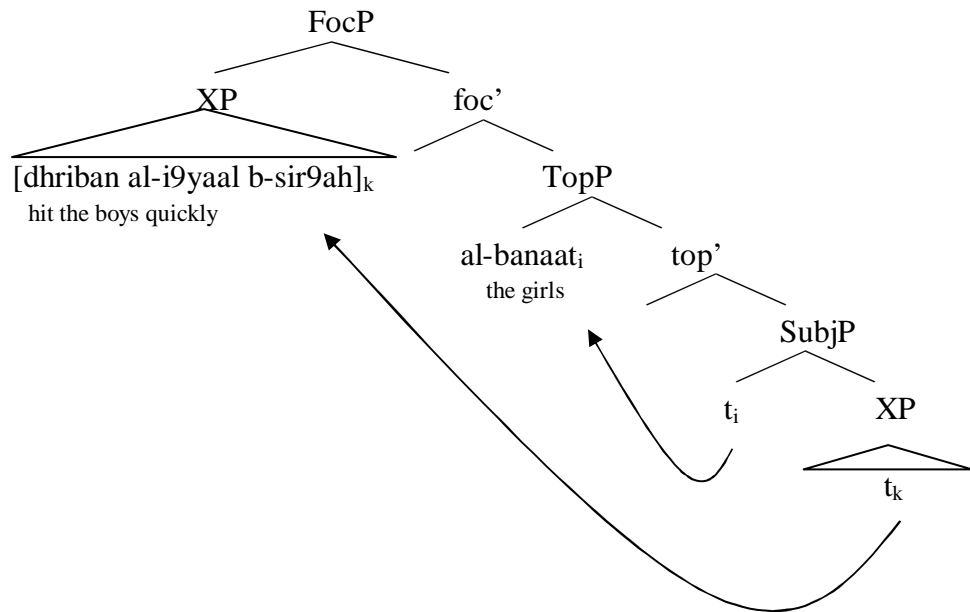 FocP
XP foc’
[dhriban al-i9yaal b-sir9ah]k TopP
hit the boys quickly
al-banaati top’
the girls
SubjP
ti XP
tk